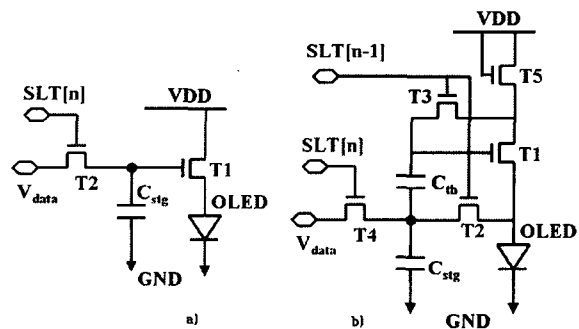 SLT[n]
VDD
T1
T2
V_data
C_stg
OLED
GND
a)
VDD
SLT[n-1]
T5
T3
SLT[n]
T1
C_tb
OLED
V_data
T4
T2
C_stg
GND
b)